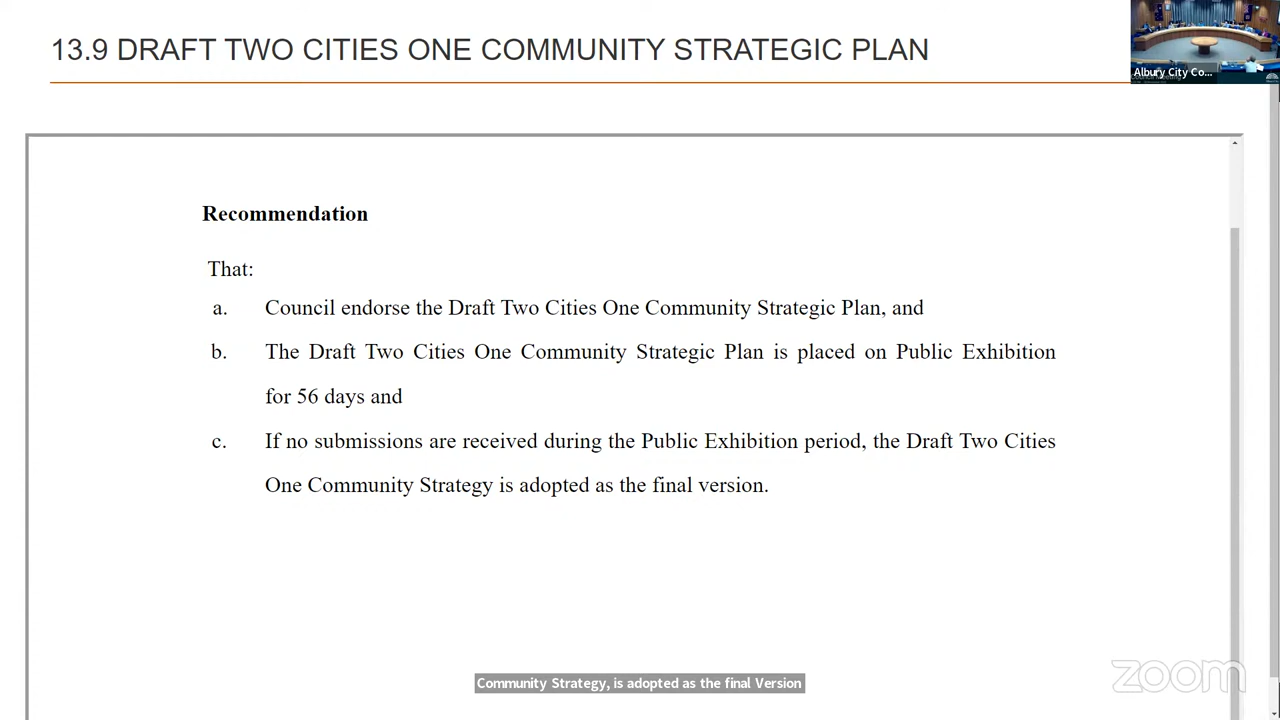 13.9 DRAFT TWO CITIES ONE COMMUNITY STRATEGIC PLAN
Albury City Co...
Recommendation
That:
a. Council endorse the Draft Two Cities One Community Strategic Plan, and
b. The Draft Two Cities One Community Strategic Plan is placed on Public Exhibition
for 56 days and
c. If no submissions are received during the Public Exhibition period, the Draft Two Cities
One Community Strategy is adopted as the final version.
Community Strategy, is adopted as the final Version
zoom